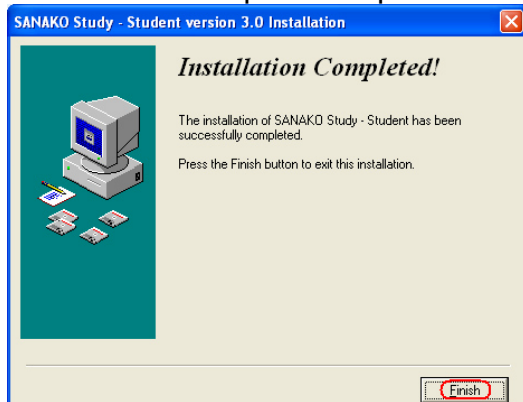 SANAKO Study - Student version 3.0 Installation
Installation Completed!
The installation of SANAKO Study - Student has been
successfully completed.
Press the Finish button to exit this installation.
Finish